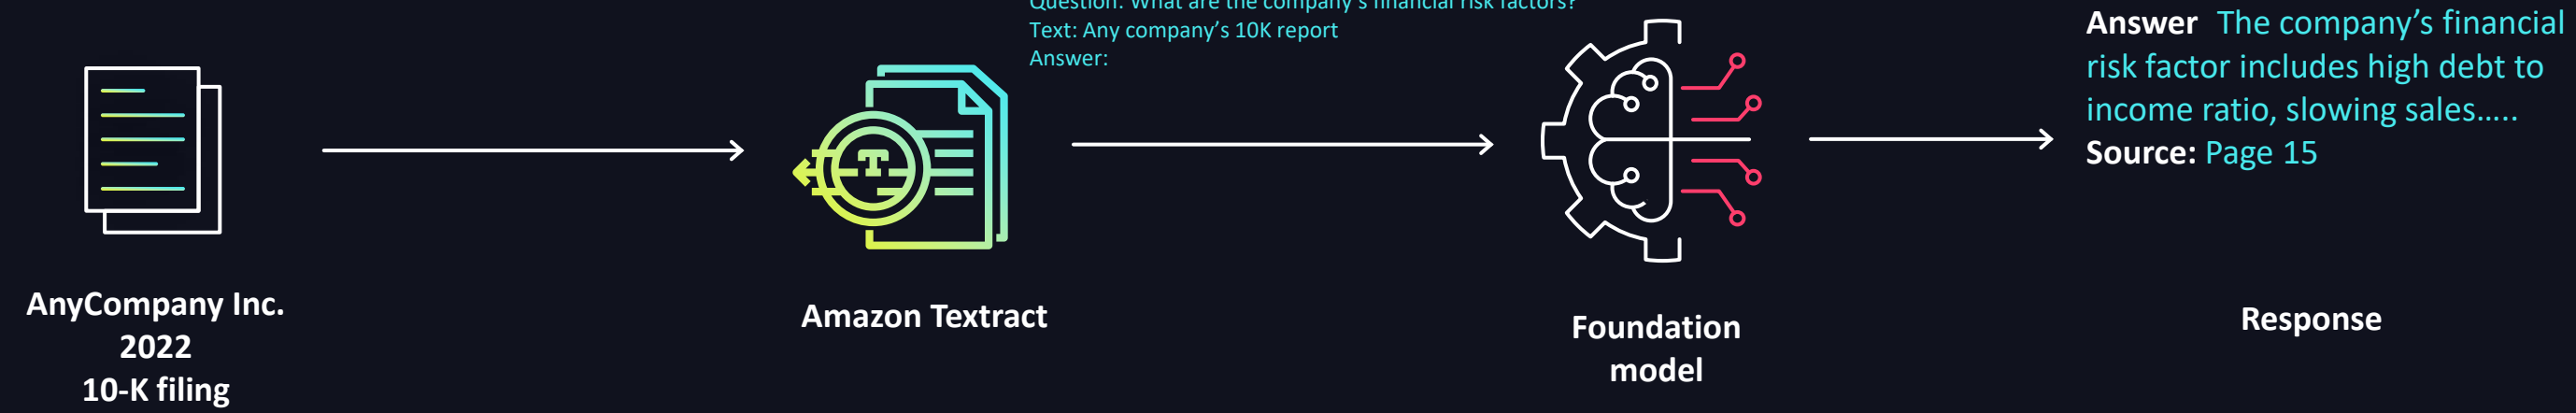 Question: What are the company's financial risk factors?
Text: Any company's 10K report
Answer:
Answer  The company's financial
risk factor includes high debt to
income ratio, slowing sales…..
Source: Page 15
T
AnyCompany Inc.
2022
10-K filing
Amazon Textract
Foundation
model
Response